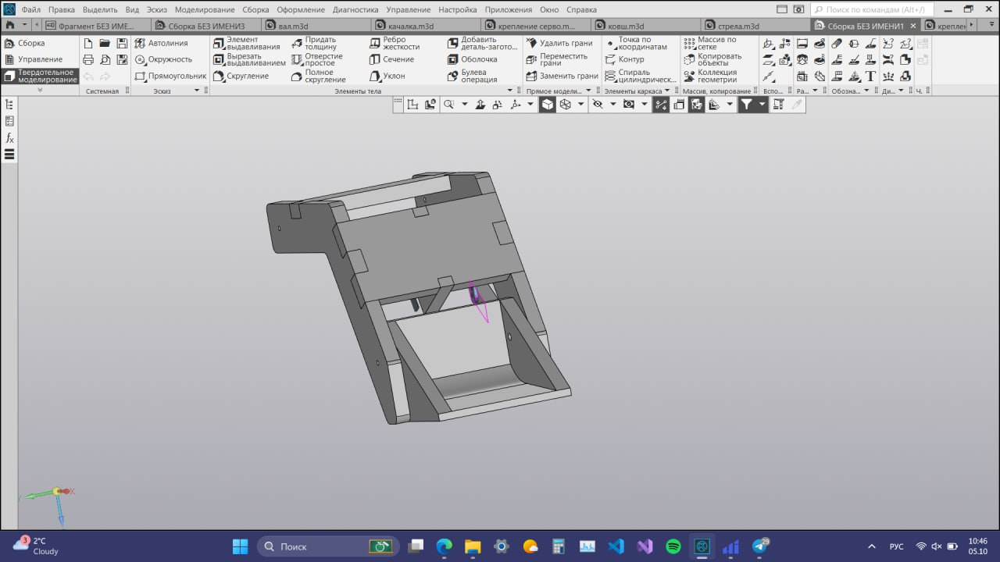 Файл Правка Выделить Вид Эскиз Моделирование Сборка Оформление Диагностика Управление Настройка Приложения Окно Справка Поиск по командам (Alt+/)
Фрагмент БЕЗ ИМЕ... Сборка БЕЗ ИМЕНИ3 вал.m3d качалка.m3d крепление серво.m... ковш.m3d стрела.m3d Сборка БЕЗ ИМЕНИ1 креплен
Сборка
Управление
Твердотельное
моделирование
Системная
Автолиния
Окружность
Прямоугольник
Эскиз
Элемент
выдавливания
Вырезать
выдавливанием
Скругление
Придать
толщину
Отверстие
простое
Полное
скругление
Ребро
жесткости
Сечение
Уклон
Добавить
деталь-загото...
Оболочка
Булева
операция
Элементы тела
Удалить грани
Переместить
грани
Заменить грани
Прямое модели...
Точка по
координатам
Контур
Спираль
цилиндрическ...
Элементы каркаса
Массив по
сетке
Копировать
объекты
Коллекция
геометрии
Массив, копирование
Вспо...
Ра...
Обозна...
Ди...
Ч.
X
3
2°C
Cloudy
Поиск
29
РУС
10:46
05.10